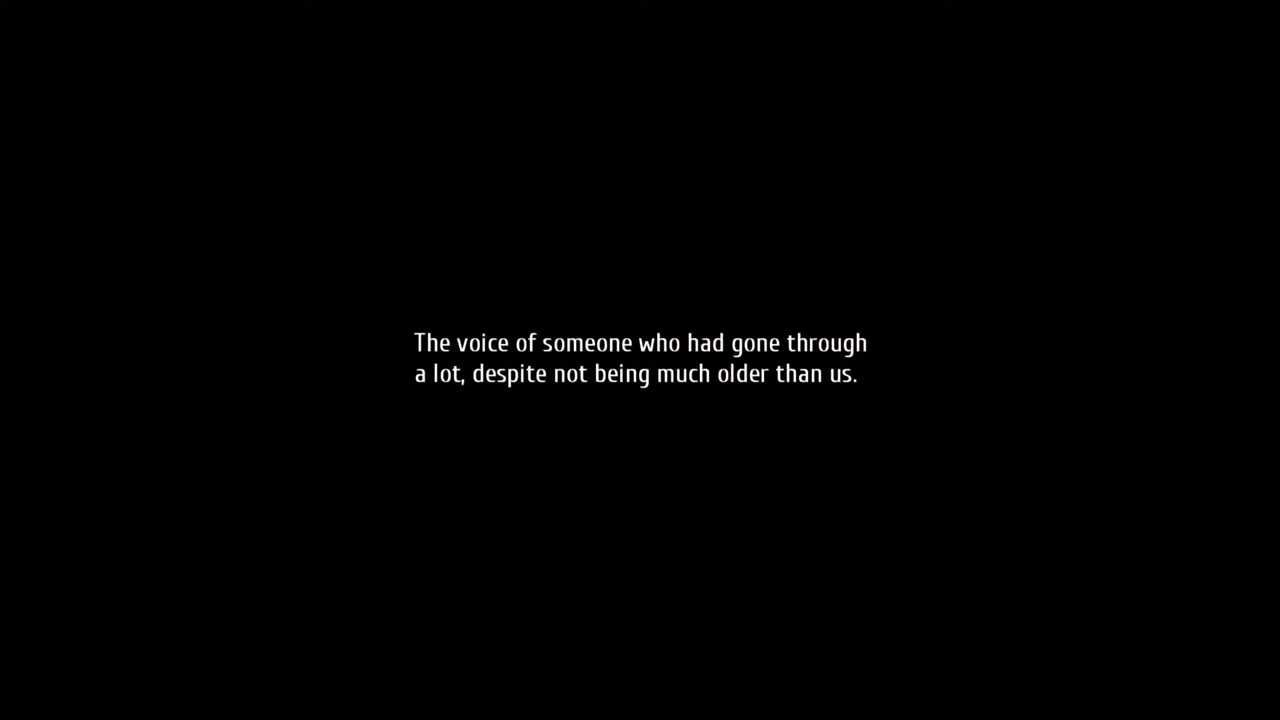 The voice of someone who had gone through
a lot, despite not being much older than us.